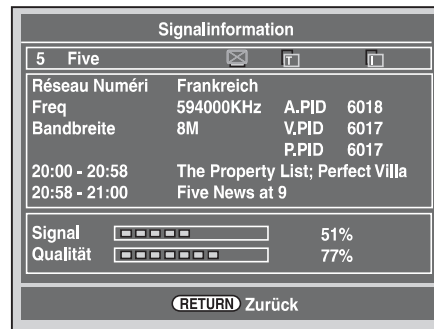 Signalinformation
5 Five T I
Réseau Numéri Frankreich
Freq 594000KHz A.PID 6018
Bandbreite 8M V.PID 6017
P.PID 6017
20:00 - 20:58 The Property List; Perfect Villa
20:58 - 21:00 Five News at 9
Signal 51%
Qualität 77%
RETURN Zurück